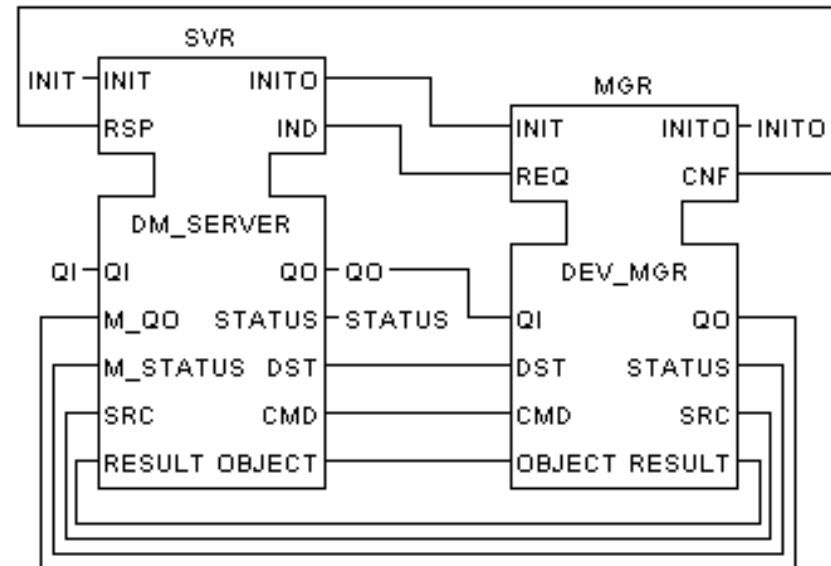 SVR
INIT INIT INITO
RSP IND
DM_SERVER
QI QI QO QO
M_QO STATUS STATUS
M_STATUS DST
SRC CMD
RESULT OBJECT
MGR
INIT INITO INITO
REQ CNF
DEV_MGR
QI QO
DST STATUS
CMD SRC
OBJECT RESULT